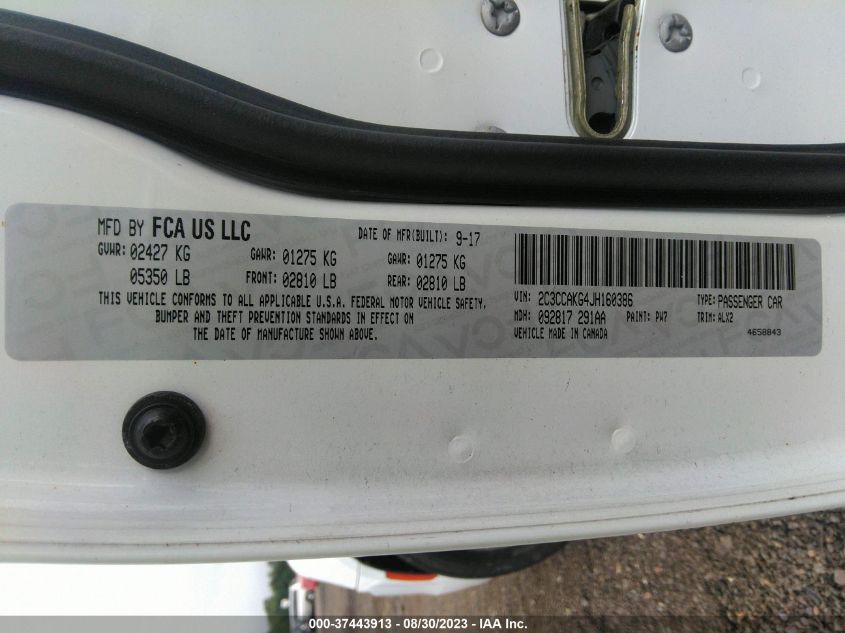 MFD BY FCA US LLC DATE OF MFR(BUILT): 9-17
GVWR: 02427 KG GAWR: 01275 KG GAWR: 01275 KG
05350 LB FRONT: 02810 LB REAR: 02810 LB
THIS VEHICLE CONFORMS TO ALL APPLICABLE U.S.A. FEDERAL MOTOR VEHICLE SAFETY,
BUMPER AND THEFT PREVENTION STANDARDS IN EFFECT ON
THE DATE OF MANUFACTURE SHOWN ABOVE.
VIN: 2C3CCAKG4JH160386 TYPE: PASSENGER CAR
MDH: 092817 291AA PAINT: PW7 TRIM: ALX2
VEHICLE MADE IN CANADA 4658843
000-37443913 - 08/30/2023 - IAA Inc.